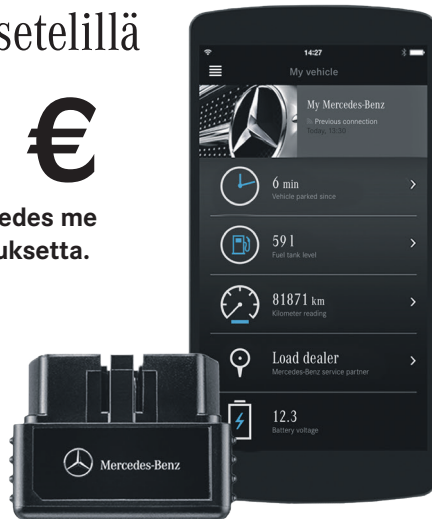 setelillä
€
edes me
uksetta.
14:27
My vehicle
My Mercedes-Benz
Previous connection
Today, 13:30
6 min
Vehicle parked since
59 l
Fuel tank level
81871 km
Kilometer reading
Load dealer
Mercedes-Benz service partner
12.3
Battery voltage
Mercedes-Benz